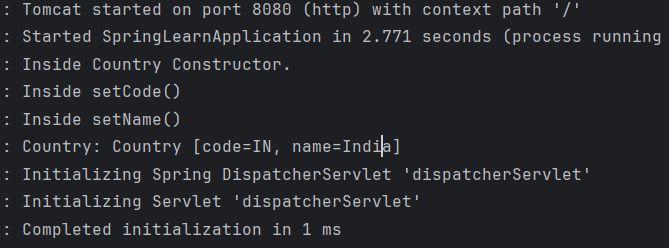 : Tomcat started on port 8080 (http) with context path '/'
: Started SpringLearnApplication in 2.771 seconds (process running
: Inside Country Constructor.
: Inside setCode()
: Inside setName()
: Country: Country [code=IN, name=India]
: Initializing Spring DispatcherServlet 'dispatcherServlet'
: Initializing Servlet 'dispatcherServlet'
: Completed initialization in 1 ms